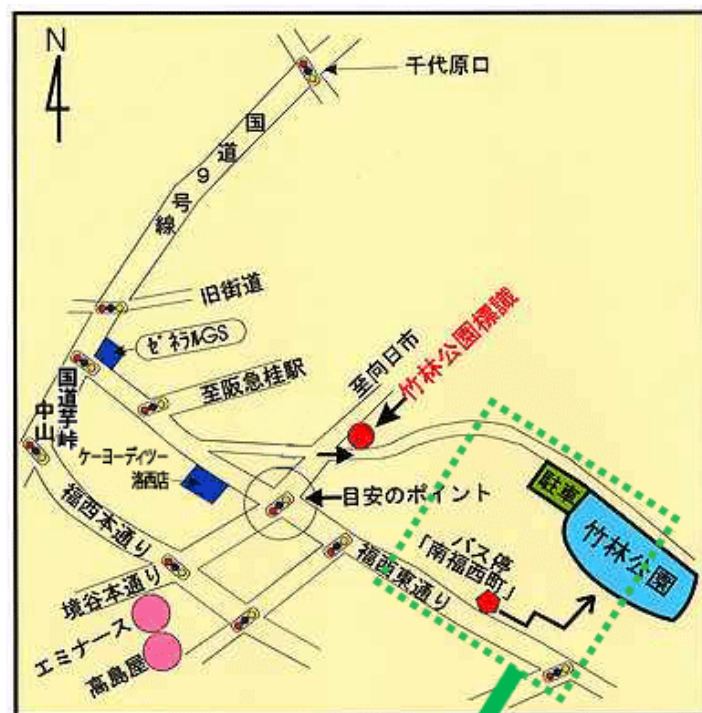 N
千代原口
国道9号線
旧街道
ゼネラルGS
至阪急桂駅
至向日市
竹林公園標識
国道芋峠
中山
ケーヨーディツー
洛西店
目安のポイント
福西本通り
境谷本通り
エミナース
高島屋
福西東通り
バス停
「南福西町」
駐車
竹林公園